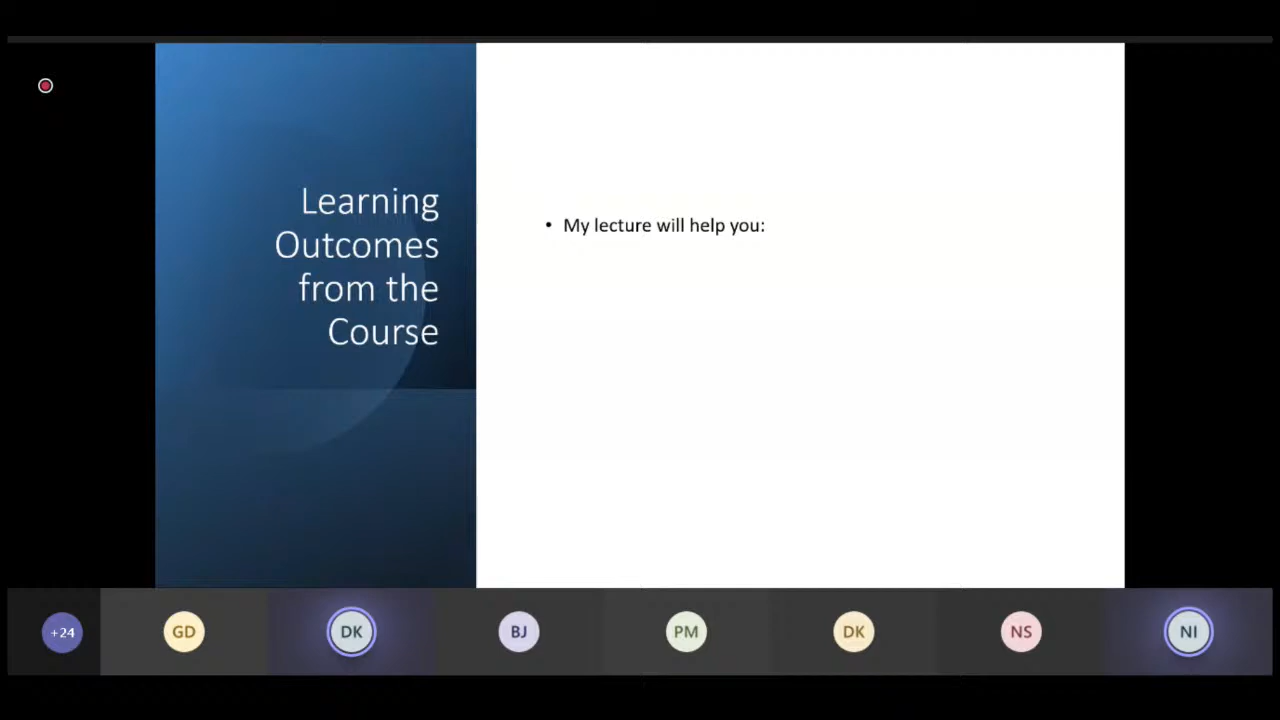 Learning
Outcomes
from the
Course
• My lecture will help you:
+24
GD
DK
BJ
PM
DK
NS
NI